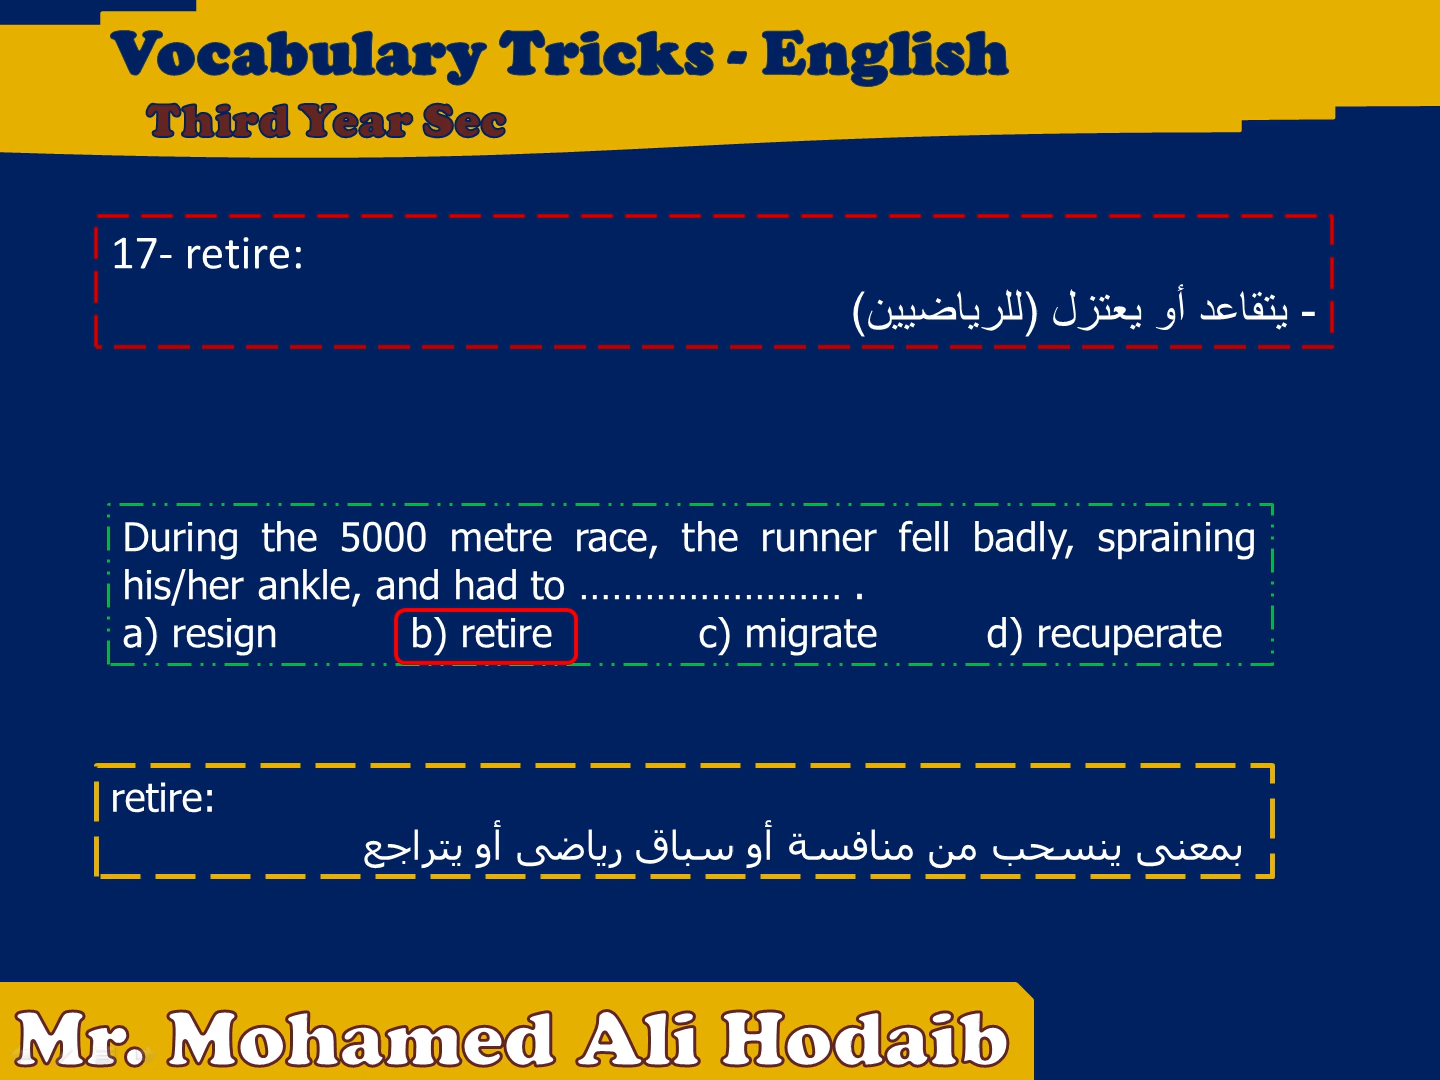 Vocabulary Tricks - English
Third Year Sec
17- retire:
- يتقاعد أو يعتزل (للرياضيين)
During the 5000 metre race, the runner fell badly, spraining
his/her ankle, and had to ........................ .
a) resign b) retire c) migrate d) recuperate
retire:
بمعنى ينسحب من منافسة أو سباق رياضى أو يتراجع
Mr. Mohamed Ali Hodaib